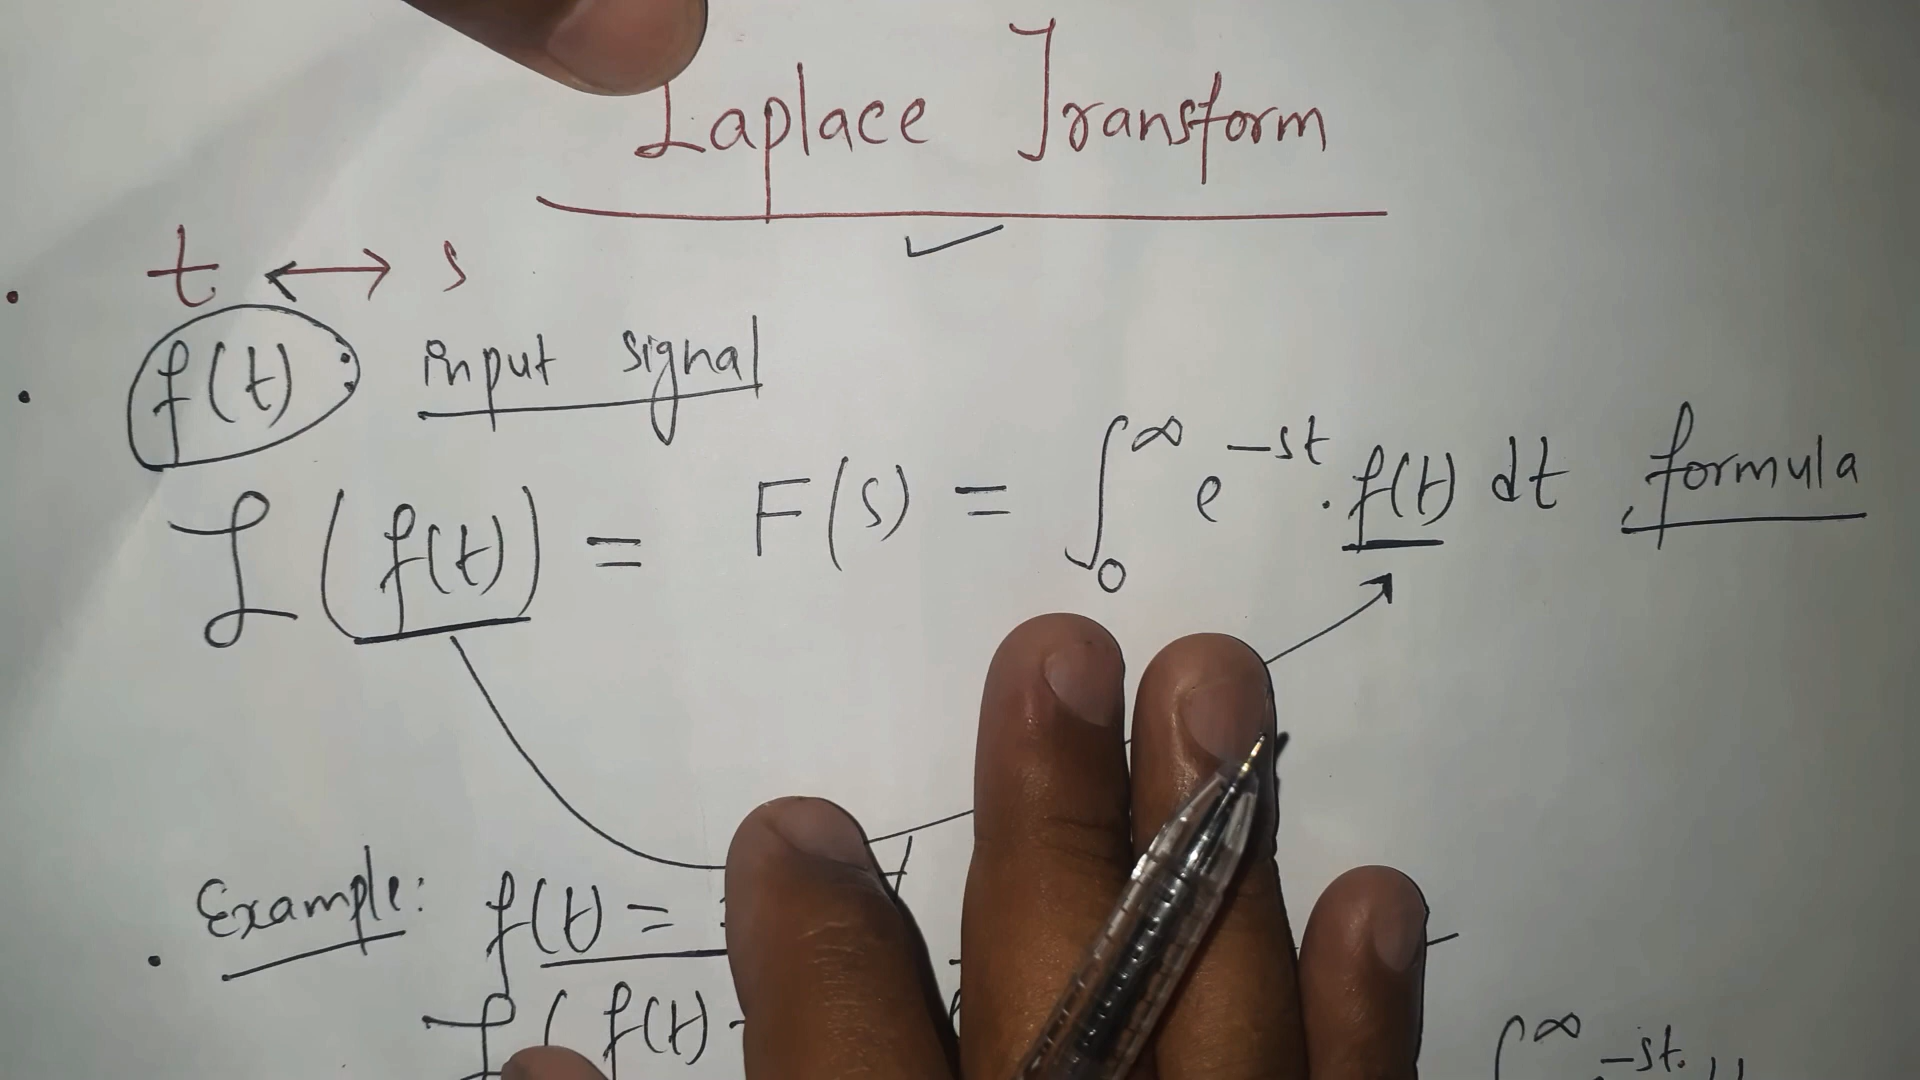 Laplace Transform
t ↔ s
f(t) : input signal
ℒ (f(t)) = F(s) = ∫₀^∞ e^{-st} . f(t) dt formula
Example: f(t) =
ℒ ( f(t) ∫^∞ e^{-st.}